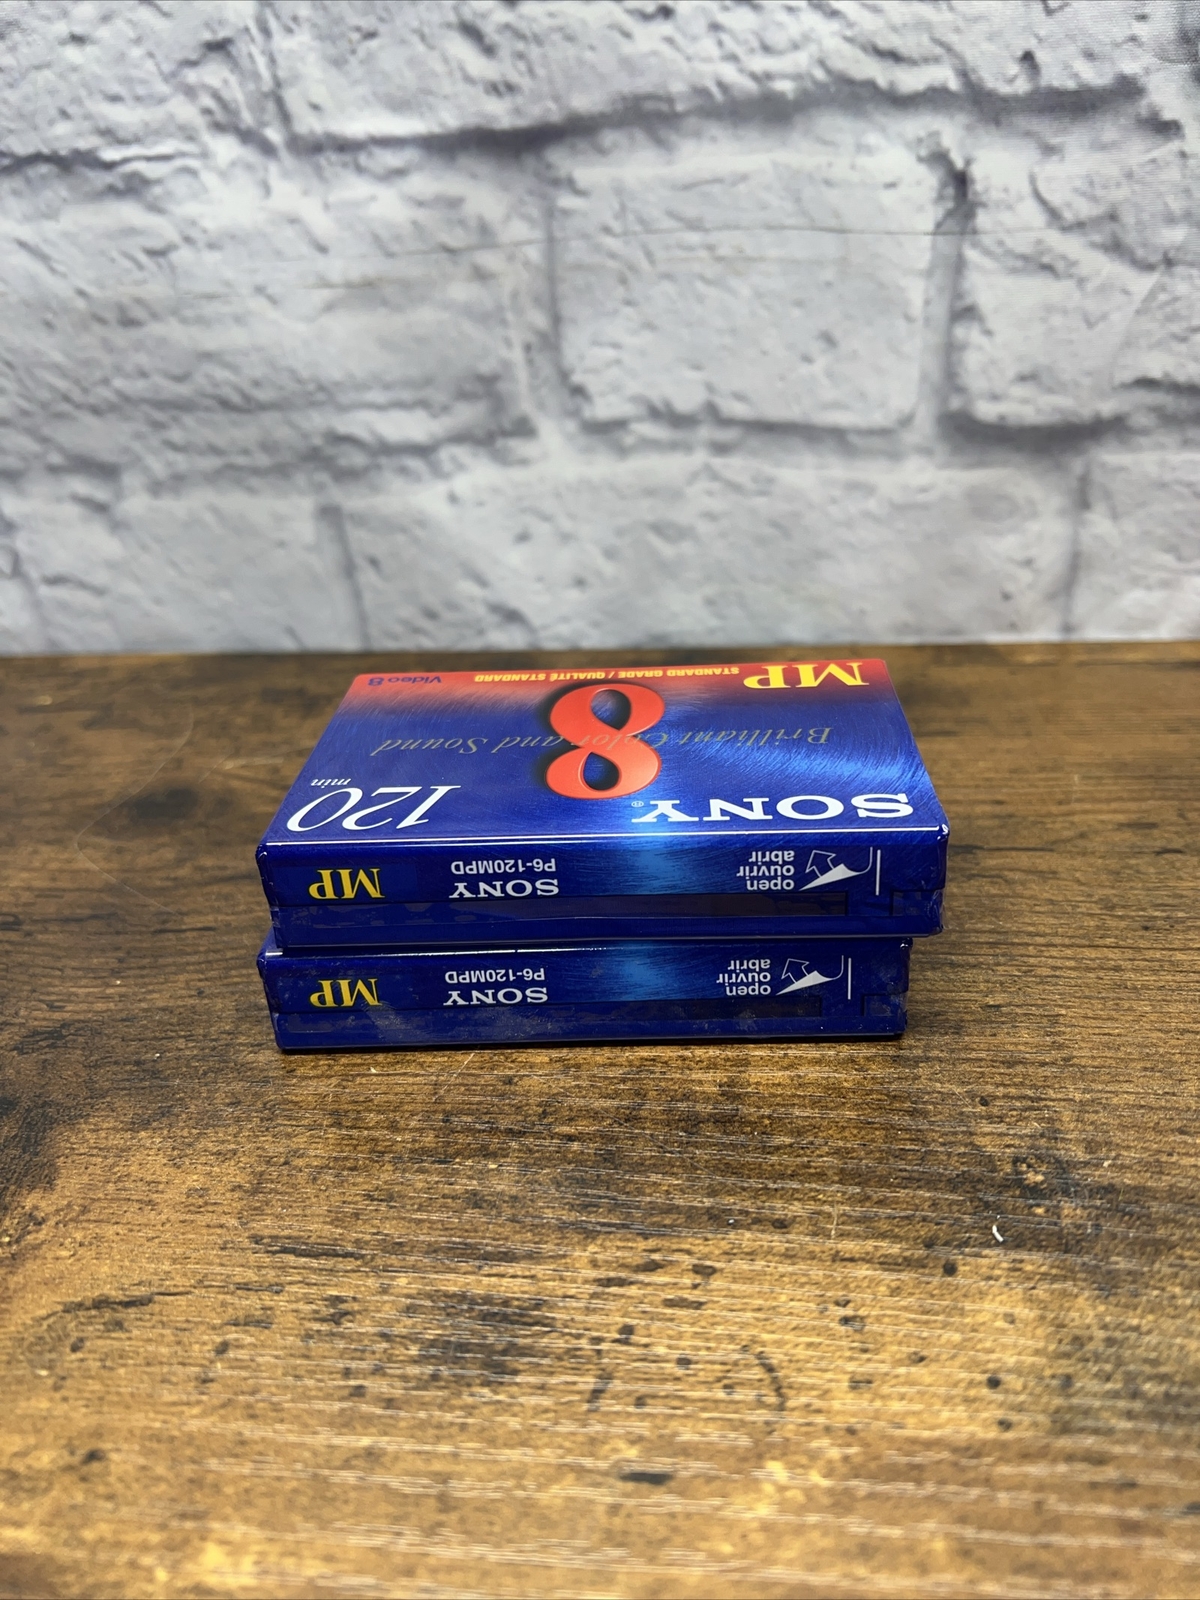 SONY®
120 min
Brilliant Color and Sound
8
MP STANDARD GRADE / QUALITÉ STANDARD
Video 8
open
ouvrir
abrir
SONY
P6-120MPD
MP
open
ouvrir
abrir
SONY
P6-120MPD
MP